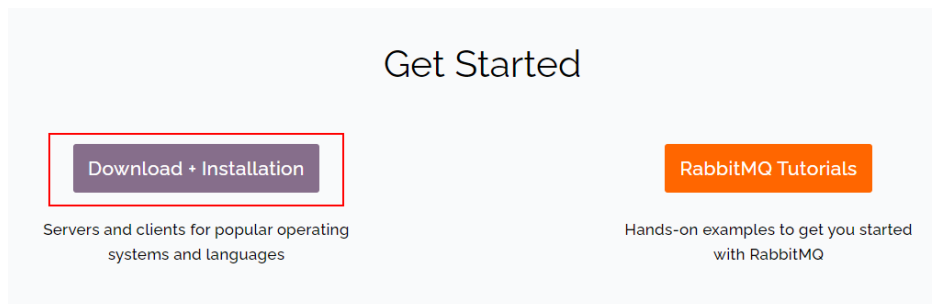 Get Started
Download + Installation
Servers and clients for popular operating
systems and languages
RabbitMQ Tutorials
Hands-on examples to get you started
with RabbitMQ